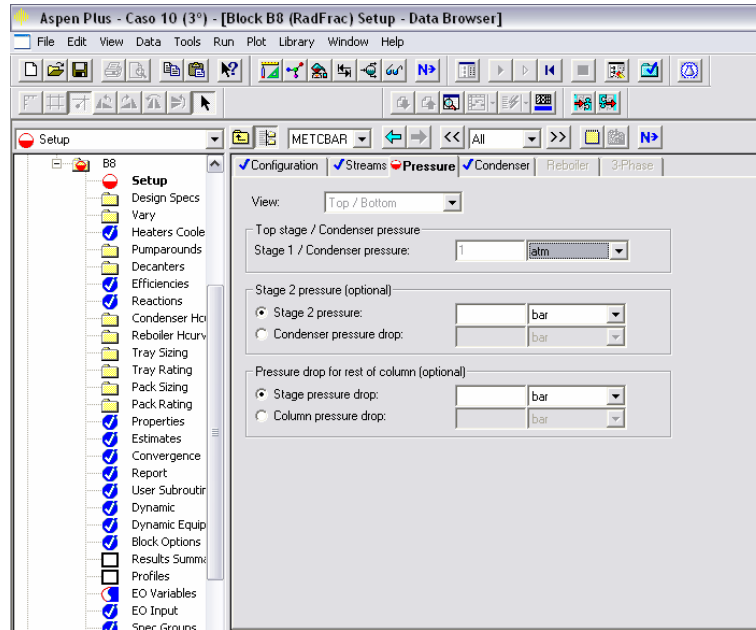 Aspen Plus - Caso 10 (3º) - [Block B8 (RadFrac) Setup - Data Browser]
File Edit View Data Tools Run Plot Library Window Help
N>
Setup
METCBAR
<< All >>
N>
B8
Setup
Design Specs
Vary
Heaters Coole
Pumparounds
Decanters
Efficiencies
Reactions
Condenser Hcu
Reboiler Hcurv
Tray Sizing
Tray Rating
Pack Sizing
Pack Rating
Properties
Estimates
Convergence
Report
User Subroutin
Dynamic
Dynamic Equip
Block Options
Results Summa
Profiles
EO Variables
EO Input
Spec Groups
Configuration Streams Pressure Condenser Reboiler 3-Phase
View: Top / Bottom
Top stage / Condenser pressure
Stage 1 / Condenser pressure: 1 atm
Stage 2 pressure (optional)
Stage 2 pressure: bar
Condenser pressure drop: bar
Pressure drop for rest of column (optional)
Stage pressure drop: bar
Column pressure drop: bar